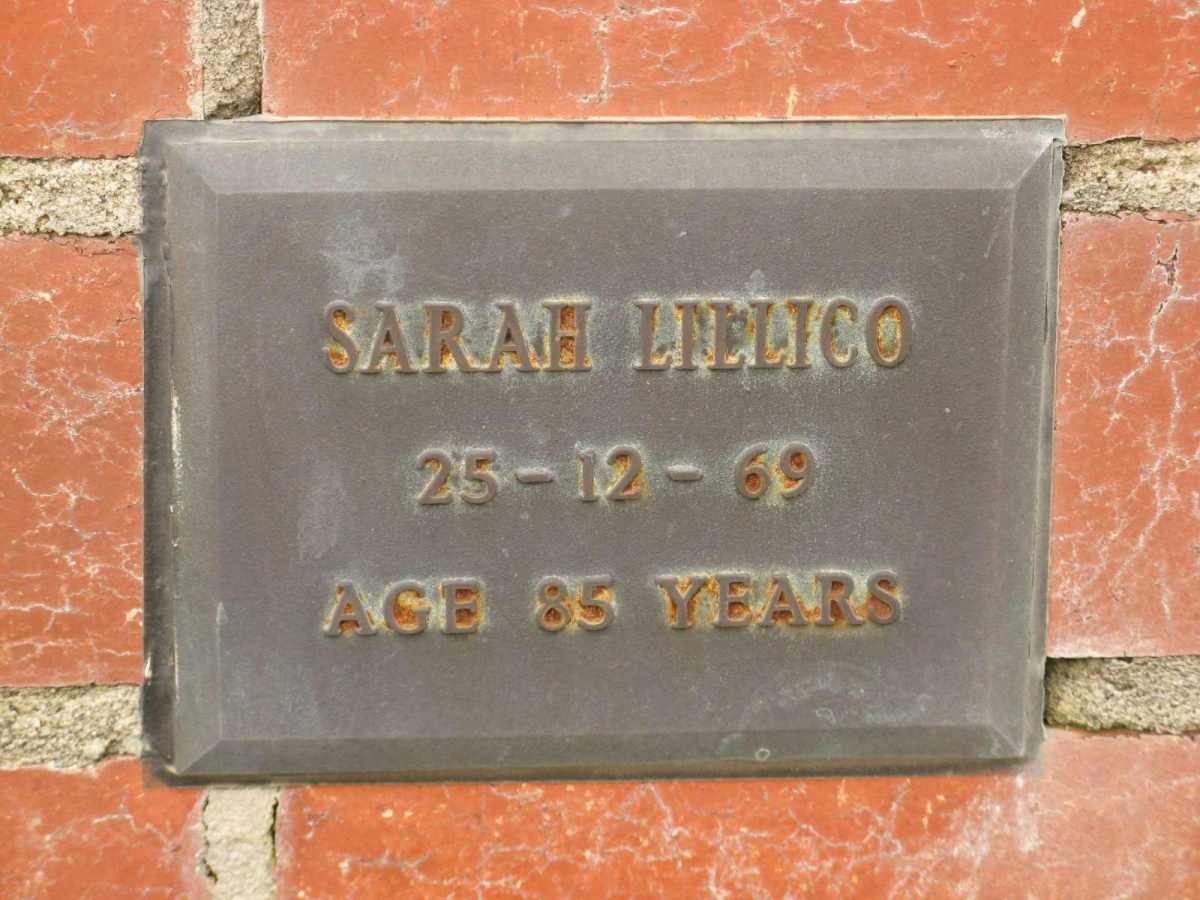 SARAH LILLICO
25-12-69
AGE 85 YEARS